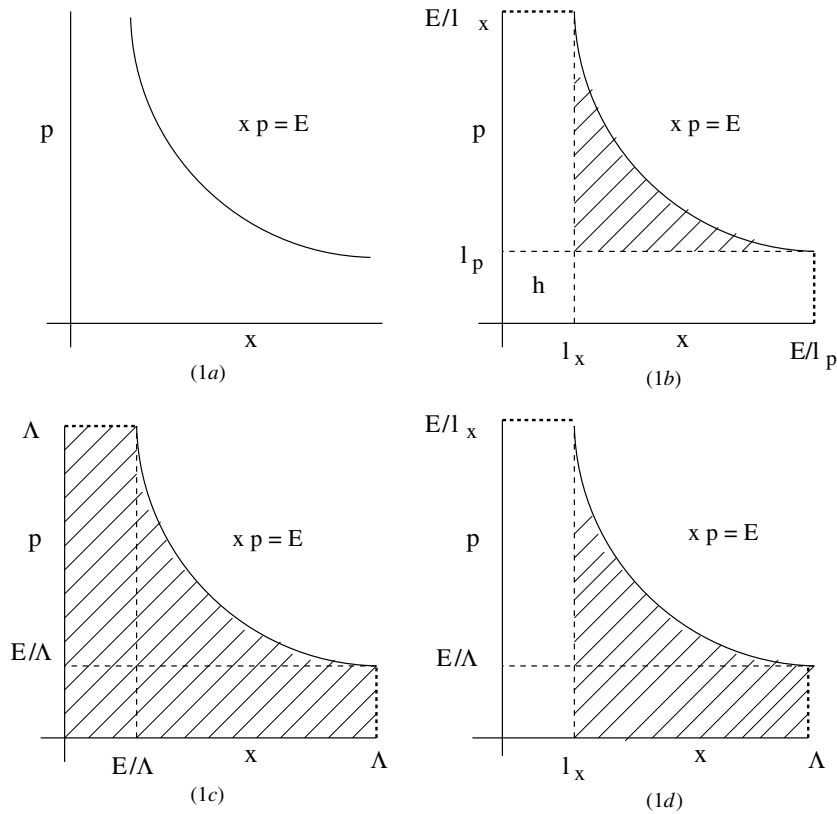 p
x p = E
x
(1a)
E/l x
p
x p = E
l p
h
l x
x
E/l p
(1b)
Λ
p
x p = E
E/Λ
E/Λ
x
Λ
(1c)
E/l x
p
x p = E
E/Λ
l x
x
Λ
(1d)